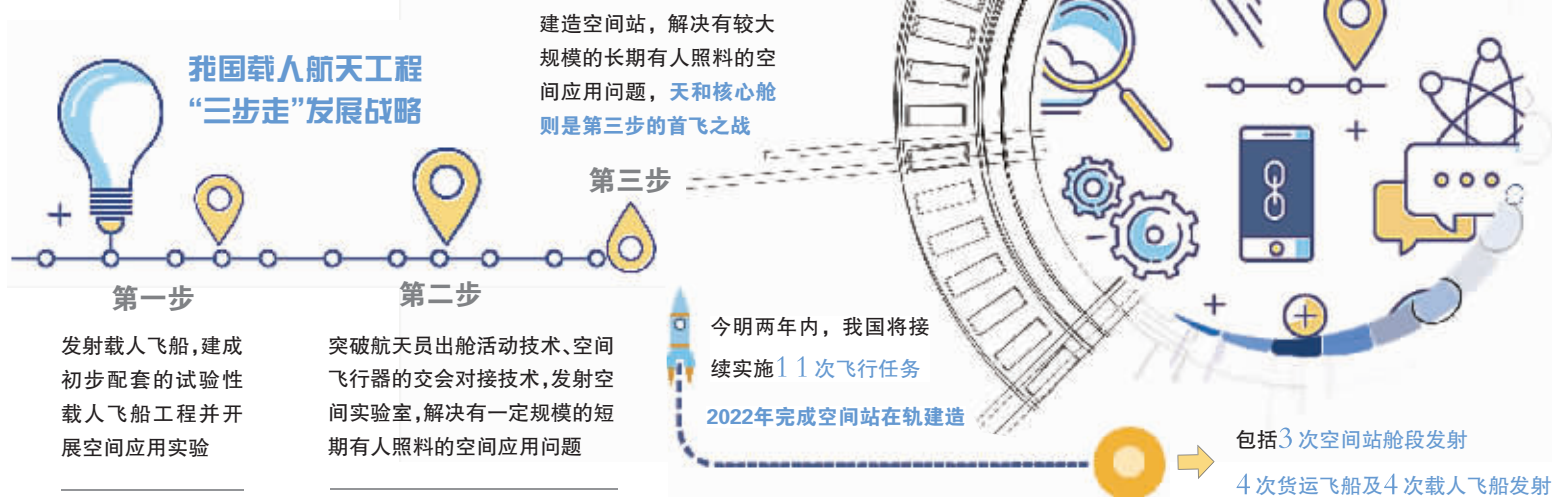 我国载人航天工程
“三步走”发展战略
第一步
发射载人飞船,建成
初步配套的试验性
载人飞船工程并开
展空间应用实验
第二步
突破航天员出舱活动技术、空间
飞行器的交会对接技术,发射空
间实验室,解决有一定规模的短
期有人照料的空间应用问题
建造空间站，解决有较大
规模的长期有人照料的空
间应用问题，天和核心舱
则是第三步的首飞之战
第三步
今明两年内，我国将接
续实施11次飞行任务
2022年完成空间站在轨建造
包括3次空间站舱段发射
4次货运飞船及4次载人飞船发射